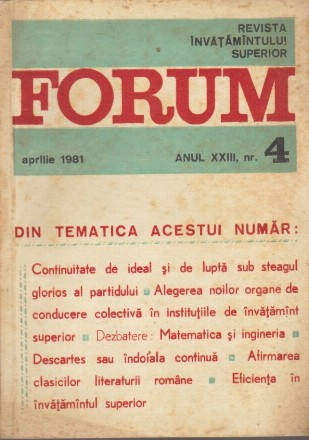 REVISTA
ÎNVĂȚĂMÎNTULUI
SUPERIOR
FORUM
aprilie 1981 ANUL XXIII, nr. 4
DIN TEMATICA ACESTUI NUMĂR:
Continuitate de ideal și de luptă sub steagul
glorios al partidului ■ Alegerea noilor organe de
conducere colectivă în instituțiile de învățămînt
superior ■ Dezbatere: Matematica și ingineria ■
Descartes sau îndoiala continuă ■ Afirmarea
clasicilor literaturii române ■ Eficiența în
învățămîntul superior